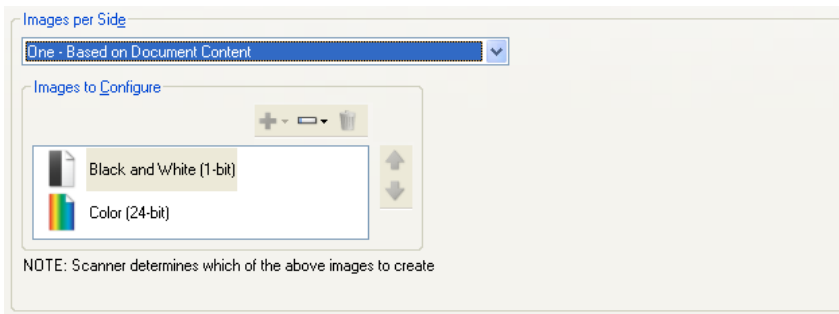 Images per Side
One - Based on Document Content
Images to Configure
Black and White (1-bit)
Color (24-bit)
NOTE: Scanner determines which of the above images to create